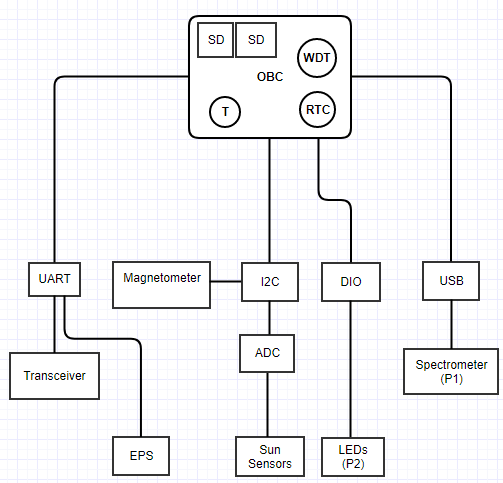 SD SD
WDT
OBC
T
RTC
UART
Magnetometer
I2C
DIO
USB
ADC
Transceiver
Spectrometer
(P1)
EPS
Sun
Sensors
LEDs
(P2)